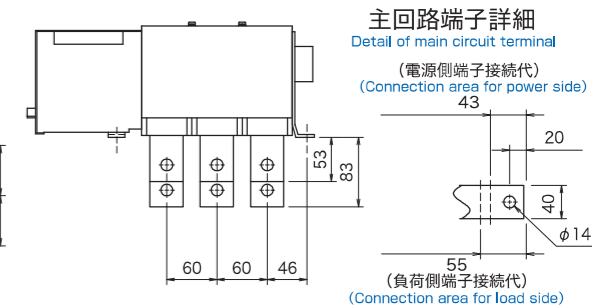 主回路端子詳細
Detail of main circuit terminal
(電源側端子接続代)
(Connection area for power side)
43
20
53
83
40
φ14
60
60
46
55
(負荷側端子接続代)
(Connection area for load side)